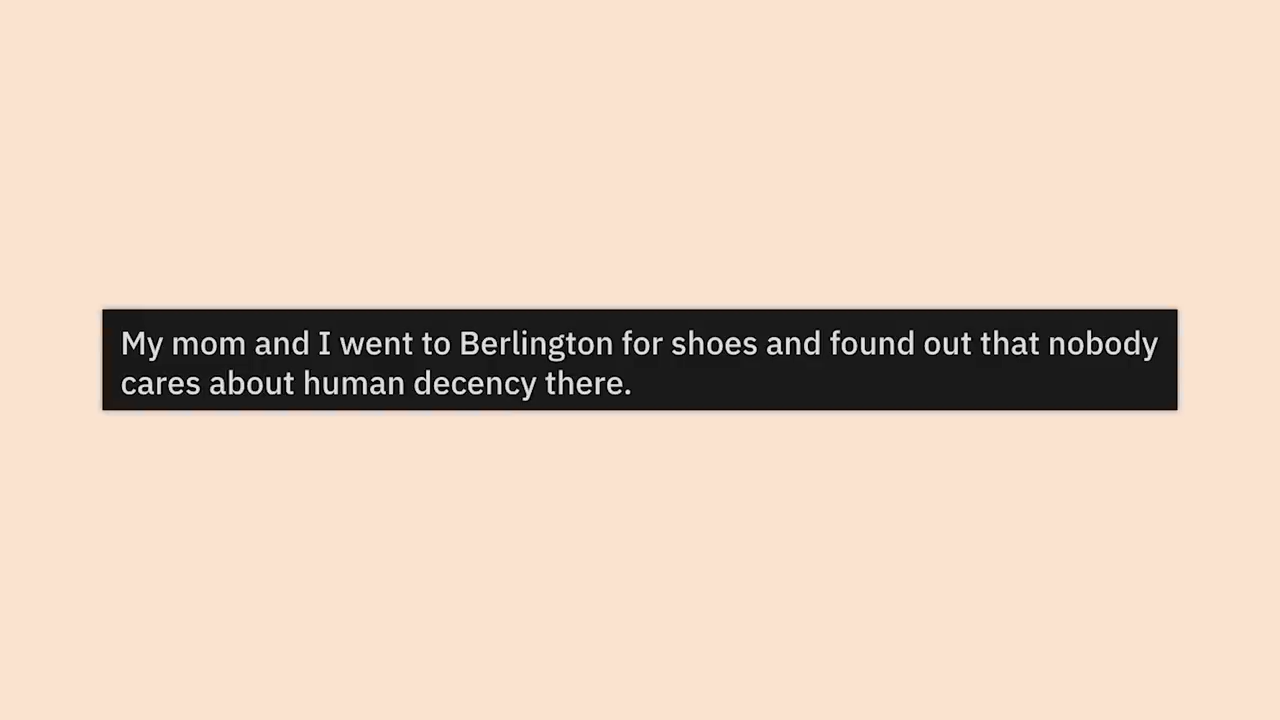 My mom and I went to Berlington for shoes and found out that nobody
cares about human decency there.